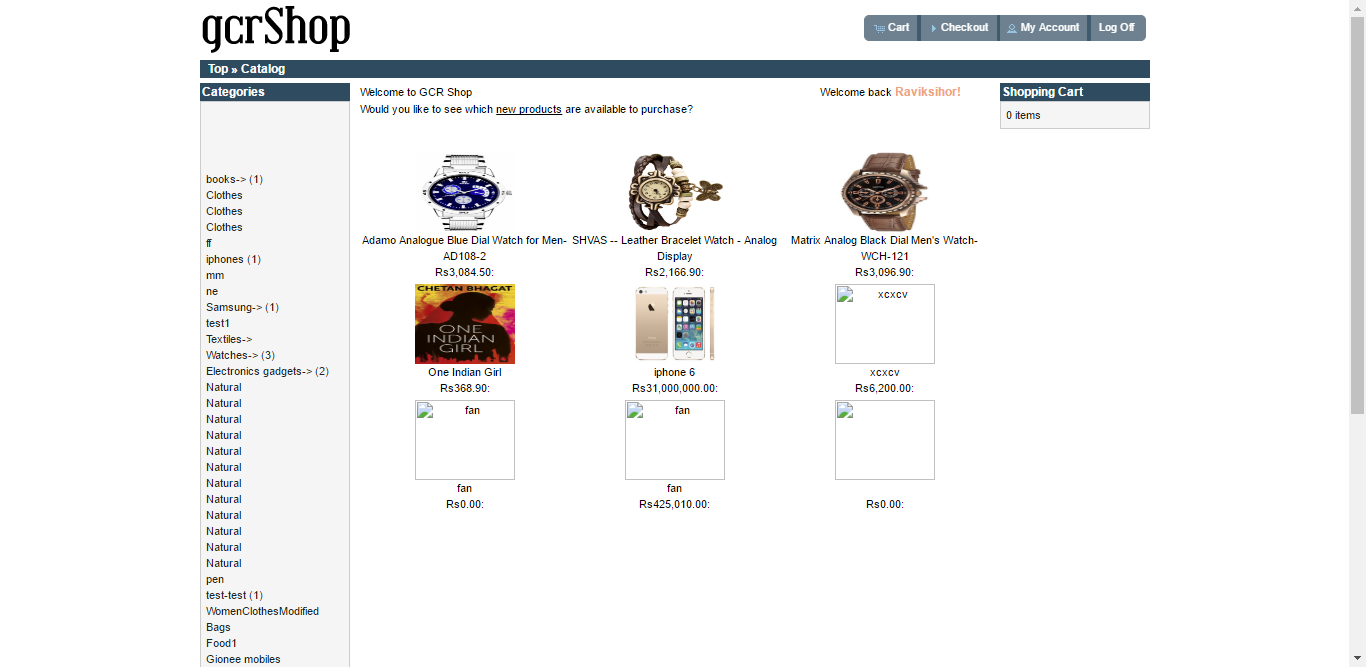 gcrShop
Cart
Checkout
My Account
Log Off
Top » Catalog
Categories
books-> (1)
Clothes
Clothes
Clothes
ff
iphones (1)
mm
ne
Samsung-> (1)
test1
Textiles->
Watches-> (3)
Electronics gadgets-> (2)
Natural
Natural
Natural
Natural
Natural
Natural
Natural
Natural
Natural
Natural
Natural
Natural
pen
test-test (1)
WomenClothesModified
Bags
Food1
Gionee mobiles
Welcome to GCR Shop
Welcome back Raviksihor!
Would you like to see which new products are available to purchase?
Adamo Analogue Blue Dial Watch for Men-
AD108-2
Rs3,084.50:
SHVAS -- Leather Bracelet Watch - Analog
Display
Rs2,166.90:
Matrix Analog Black Dial Men's Watch-
WCH-121
Rs3,096.90:
CHETAN BHAGAT
ONE
INDIAN
GIRL
One Indian Girl
Rs368.90:
iphone 6
Rs31,000,000.00:
xcxcv
xcxcv
Rs6,200.00:
fan
fan
Rs0.00:
fan
fan
Rs425,010.00:
Rs0.00:
Shopping Cart
0 items